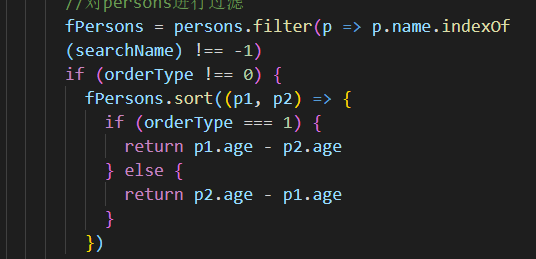 //对persons进行过滤
fPersons = persons.filter(p => p.name.indexOf
(searchName) !== -1)
if (orderType !== 0) {
fPersons.sort((p1, p2) => {
if (orderType === 1) {
return p1.age - p2.age
} else {
return p2.age - p1.age
}
})